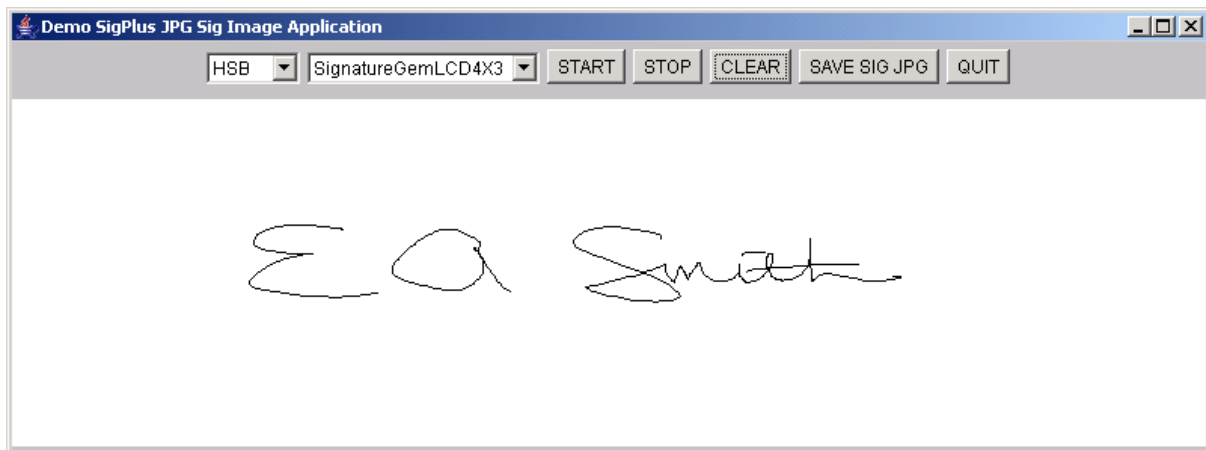 Demo SigPlus JPG Sig Image Application
HSB SignatureGemLCD4X3 START STOP CLEAR SAVE SIG JPG QUIT
E A Smith